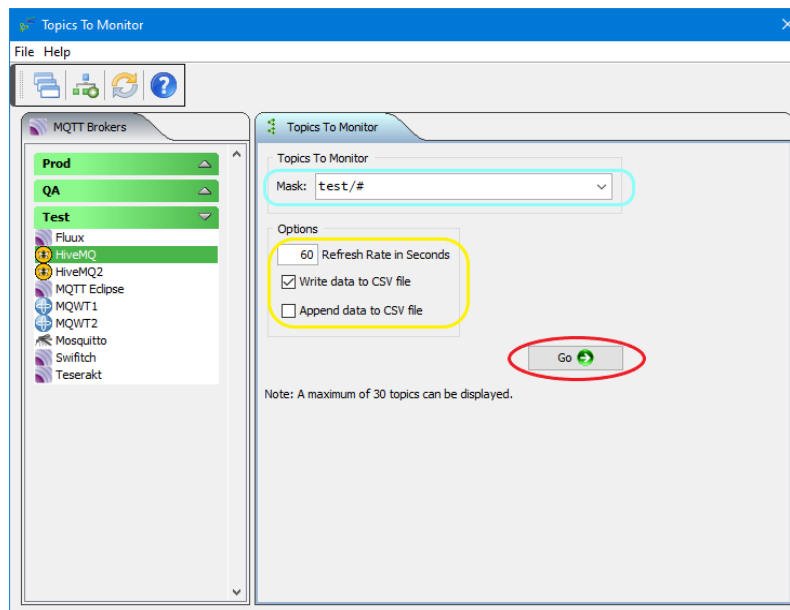 Topics To Monitor
File Help
MQTT Brokers
Prod
QA
Test
Fluux
HiveMQ
HiveMQ2
MQTT Eclipse
MQWT1
MQWT2
Mosquitto
Swifitch
Teserakt
Topics To Monitor
Topics To Monitor
Mask: test/#
Options
60 Refresh Rate in Seconds
Write data to CSV file
Append data to CSV file
Go
Note: A maximum of 30 topics can be displayed.